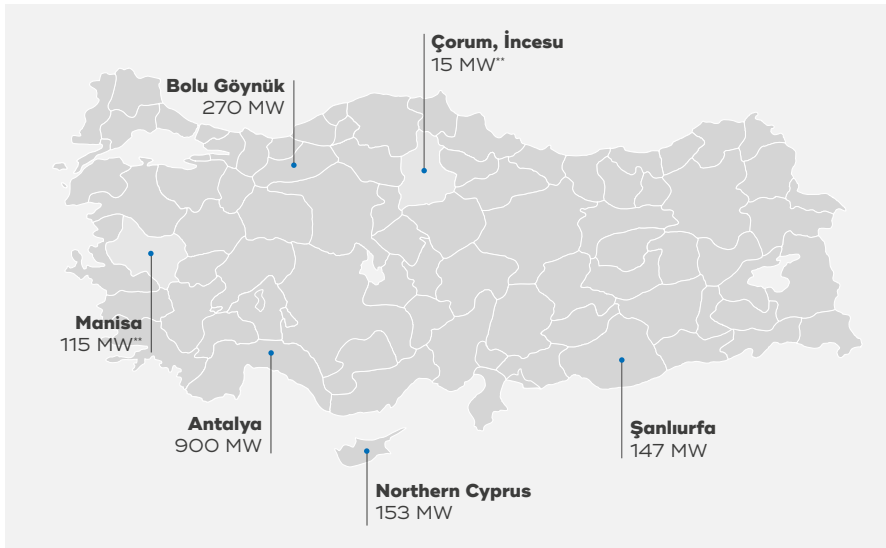 Çorum, İncesu
15 MW**
Bolu Göynük
270 MW
Manisa
115 MW**
Antalya
900 MW
Şanlıurfa
147 MW
Northern Cyprus
153 MW